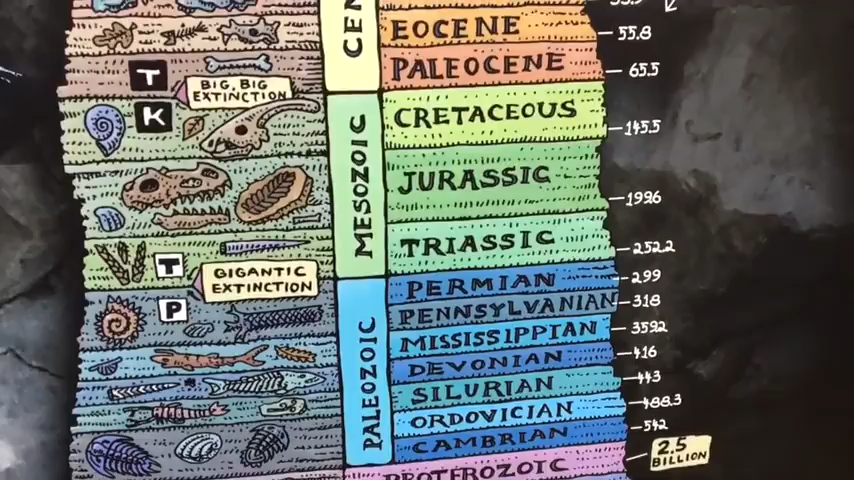 EOCENE
55.8
PALEOCENE
65.5
T
BIG, BIG
EXTINCTION
K
CRETACEOUS
145.5
MESOZOIC
JURASSIC
199.6
TRIASSIC
252.2
T
GIGANTIC
EXTINCTION
P
PERMIAN
299
PENNSYLVANIAN
318
MISSISSIPPIAN
359.2
DEVONIAN
416
PALEOZOIC
SILURIAN
443
ORDOVICIAN
488.3
CAMBRIAN
542
PROTEROZOIC
2.5
BILLION